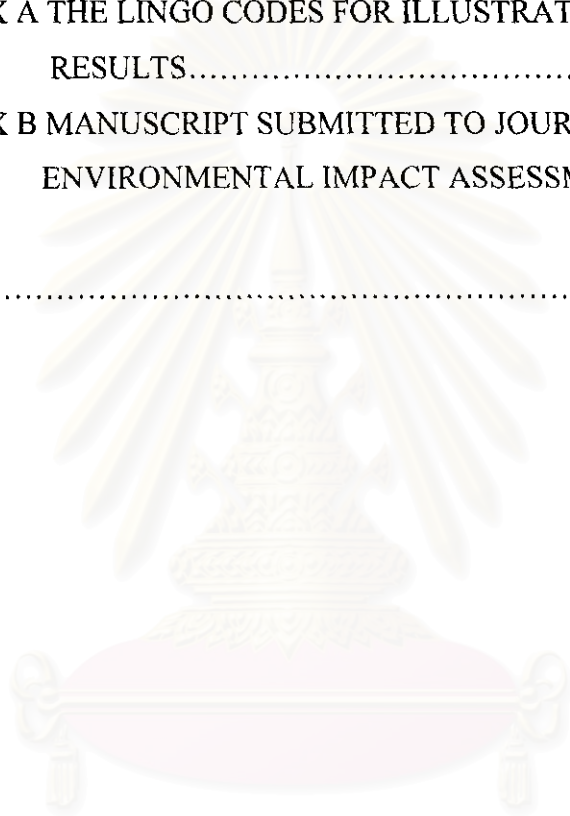 X A THE LINGO CODES FOR ILLUSTRAT
RESULTS........................................
X B MANUSCRIPT SUBMITTED TO JOUR
ENVIRONMENTAL IMPACT ASSESSM
................................................................